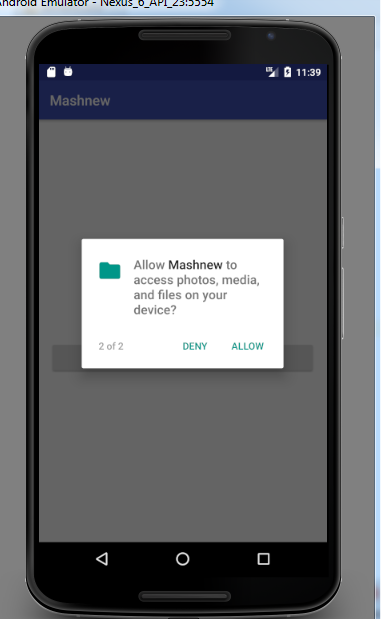 Android Emulator - Nexus_6_API_23:5554
LTE 11:39
Mashnew
Allow Mashnew to
access photos, media,
and files on your
device?
2 of 2 DENY ALLOW